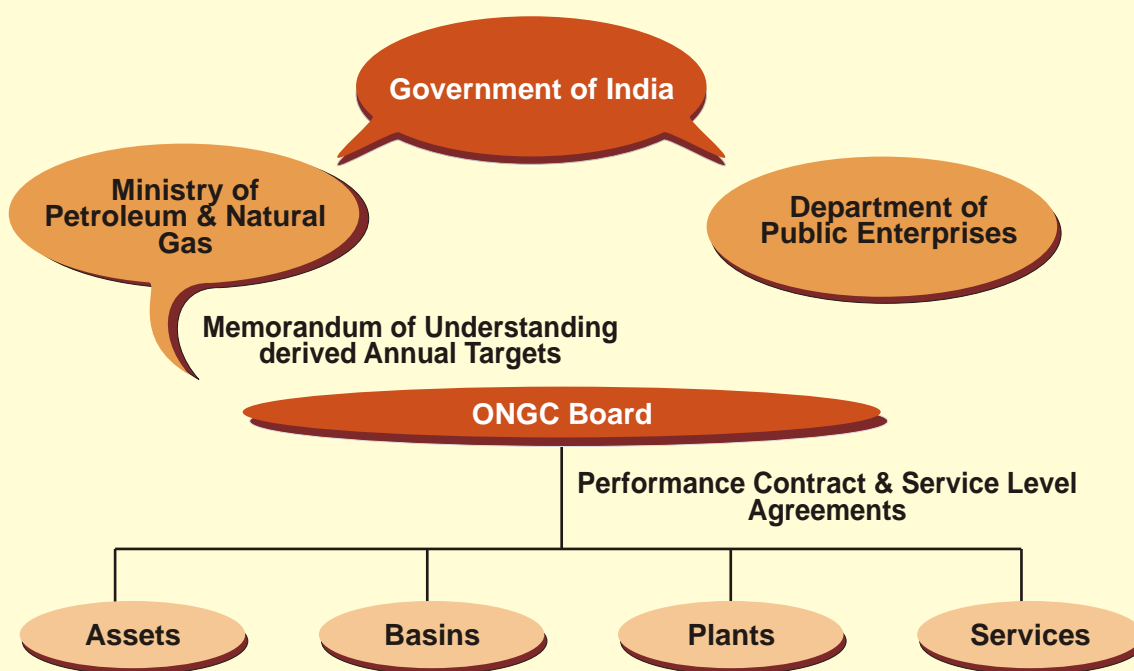 Government of India
Ministry of
Petroleum & Natural
Gas
Department of
Public Enterprises
Memorandum of Understanding
derived Annual Targets
ONGC Board
Performance Contract & Service Level
Agreements
Assets
Basins
Plants
Services